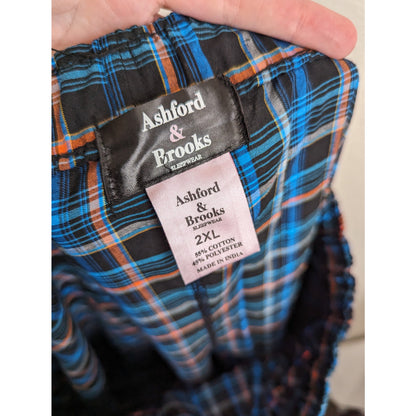 Ashford
&
Brooks
SLEEPWEAR
Ashford
&
Brooks
SLEEPWEAR
2XL
55% COTTON
45% POLYESTER
MADE IN INDIA